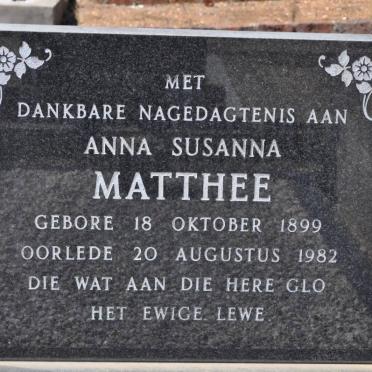 MET
DANKBARE NAGEDAGTENIS AAN
ANNA SUSANNA
MATTHEE
GEBORE 18 OKTOBER 1899
OORLEDE 20 AUGUSTUS 1982
DIE WAT AAN DIE HERE GLO
HET EWIGE LEWE